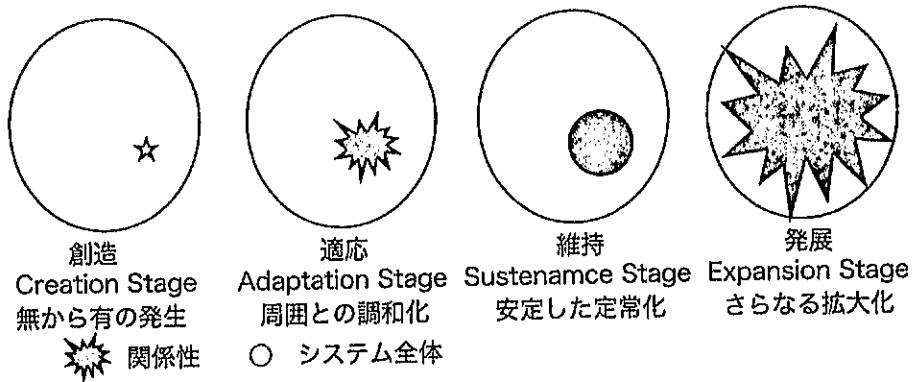 創造
Creation Stage
無から有の発生
適応
Adaptation Stage
周囲との調和化
維持
Sustenamce Stage
安定した定常化
発展
Expansion Stage
さらなる拡大化
関係性
システム全体